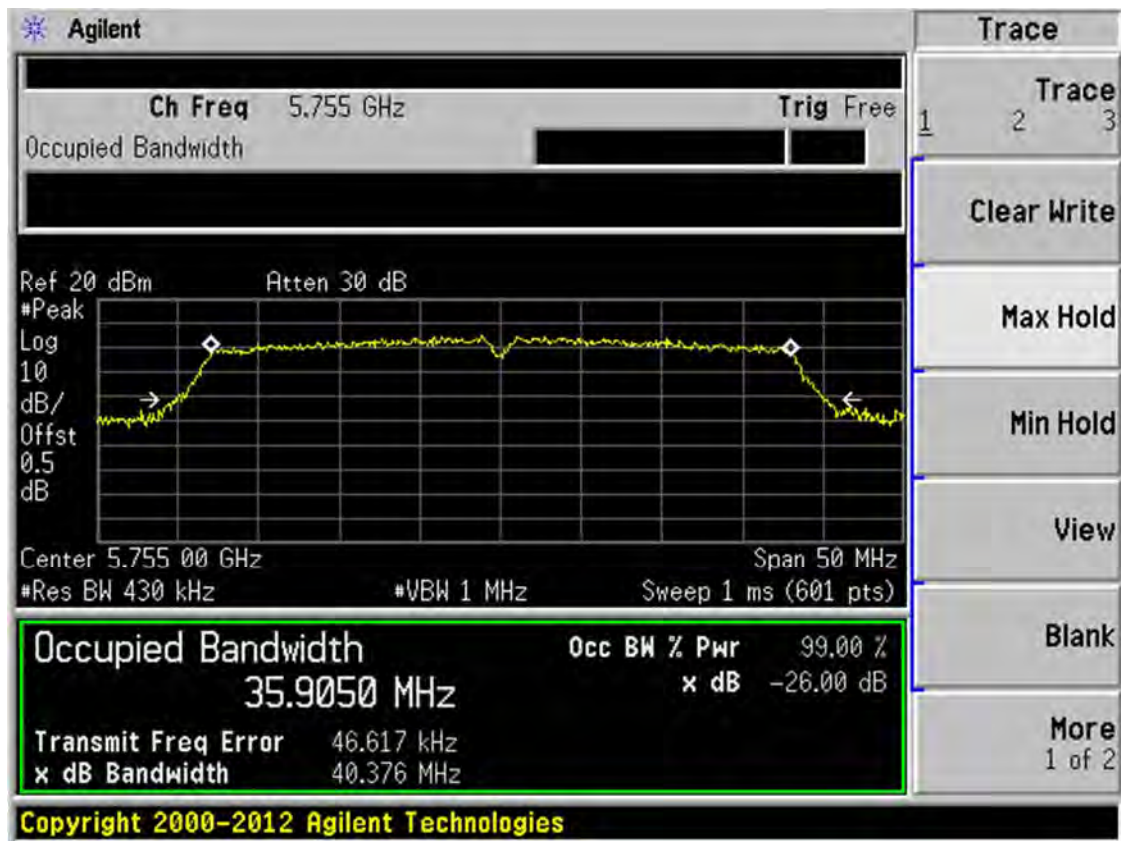 Agilent
Trace
Ch Freq 5.755 GHz Trig Free
Occupied Bandwidth
Trace
1 2 3
Clear Write
Max Hold
Min Hold
View
Blank
More
1 of 2
Ref 20 dBm Atten 30 dB
#Peak
Log
10
dB/
Offst
0.5
dB
Center 5.755 00 GHz Span 50 MHz
#Res BW 430 kHz #VBW 1 MHz Sweep 1 ms (601 pts)
Occupied Bandwidth Occ BW % Pwr 99.00 %
35.9050 MHz x dB -26.00 dB
Transmit Freq Error 46.617 kHz
x dB Bandwidth 40.376 MHz
Copyright 2000-2012 Agilent Technologies